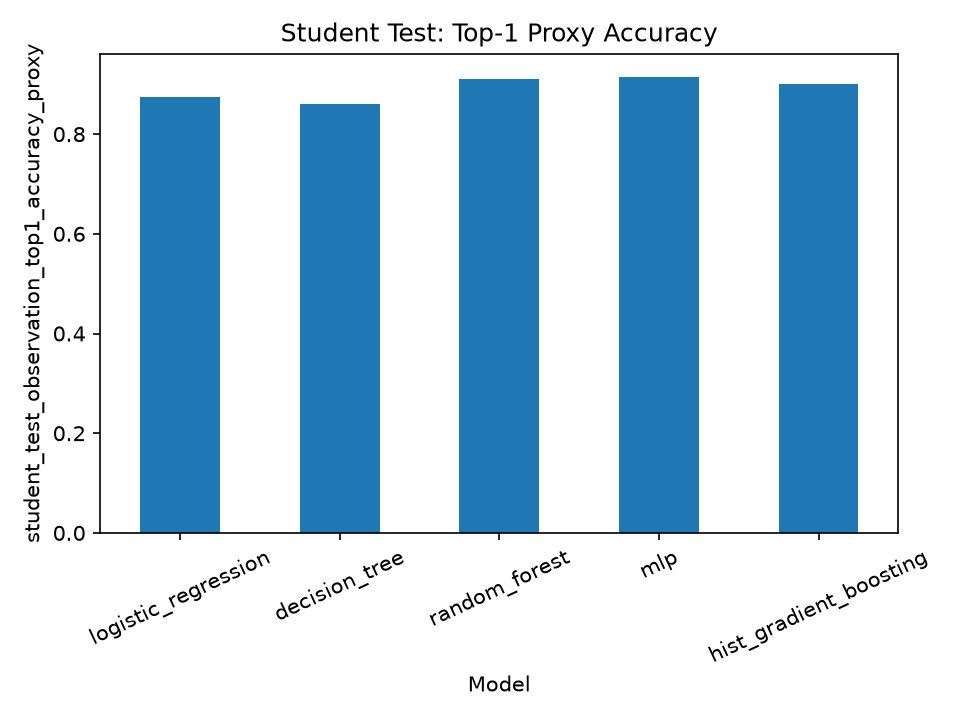 Student Test: Top-1 Proxy Accuracy
student_test_observation_top1_accuracy_proxy
0.8
0.6
0.4
0.2
0.0
logistic_regression
decision_tree
random_forest
mlp
hist_gradient_boosting
Model